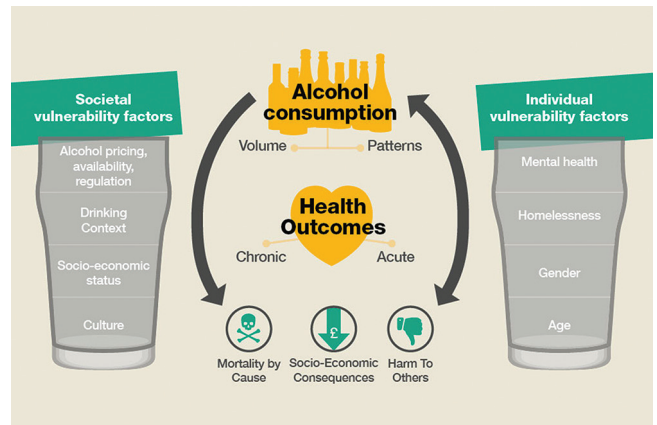 Societal
vulnerability factors
Alcohol pricing,
availability,
regulation
Drinking
Context
Socio-economic
status
Culture
Alcohol
consumption
Volume
Patterns
Health
Outcomes
Chronic
Acute
£
Mortality by
Cause
Socio-Economic
Consequences
Harm To
Others
Individual
vulnerability factors
Mental health
Homelessness
Gender
Age